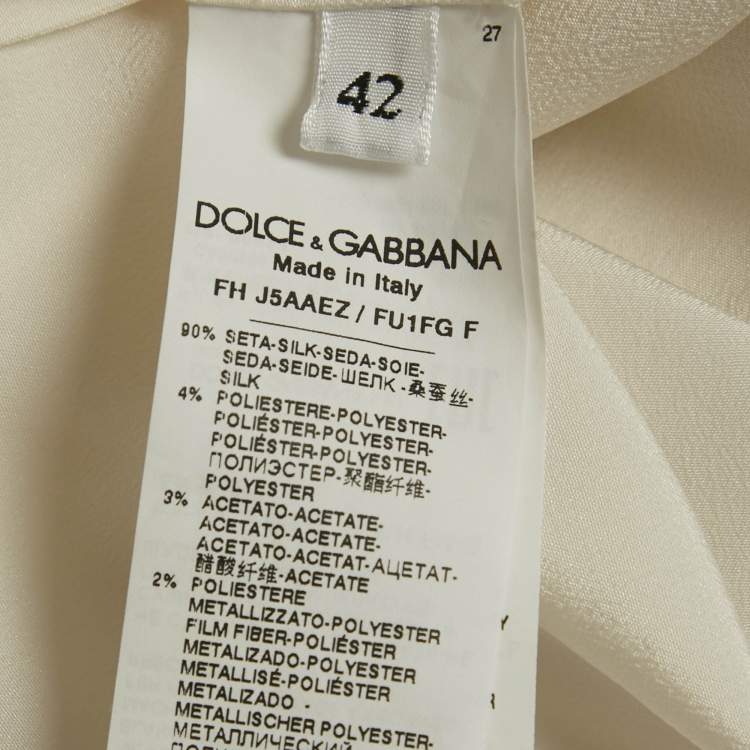 27
42
DOLCE & GABBANA
Made in Italy
FH J5AAEZ / FU1FG F
90% SETA-SILK-SEDA-SOIE-
SEDA-SEIDE-ШЕЛК-桑蚕丝-
SILK
4% POLIESTERE-POLYESTER-
POLIÉSTER-POLYESTER-
POLIÉSTER-POLYESTER-
ПОЛИЭСТЕР-聚酯纤维-
POLYESTER
3% ACETATO-ACETATE-
ACETATO-ACETATE-
ACETATO-ACETAT-АЦЕТАТ-
醋酸纤维-ACETATE
2% POLIESTERE
METALLIZZATO-POLYESTER
FILM FIBER-POLIÉSTER
METALIZADO-POLYESTER
METALLISÉ-POLIÉSTER
METALIZADO -
METALLISCHER POLYESTER-
МЕТАЛЛИЧЕСКИЙ